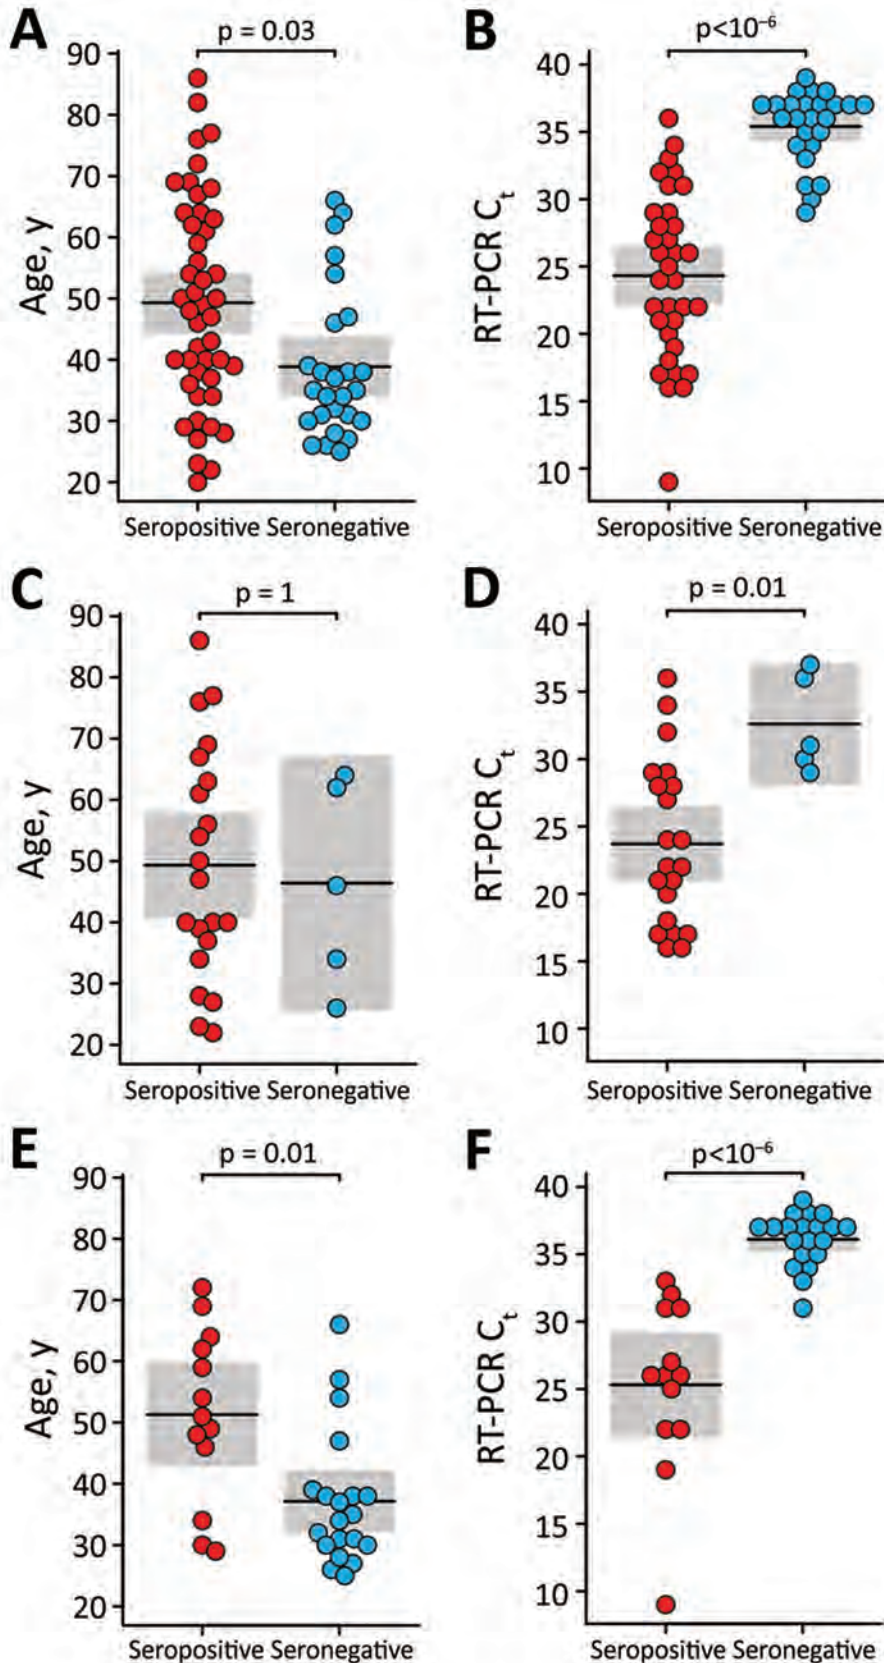 A
p = 0.03
Age, y
90
80
70
60
50
40
30
20
Seropositive Seronegative
B
p<10⁻⁶
RT-PCR Cₜ
40
35
30
25
20
15
10
Seropositive Seronegative
C
p = 1
Age, y
90
80
70
60
50
40
30
20
Seropositive Seronegative
D
p = 0.01
RT-PCR Cₜ
40
35
30
25
20
15
10
Seropositive Seronegative
E
p = 0.01
Age, y
90
80
70
60
50
40
30
20
Seropositive Seronegative
F
p<10⁻⁶
RT-PCR Cₜ
40
35
30
25
20
15
10
Seropositive Seronegative